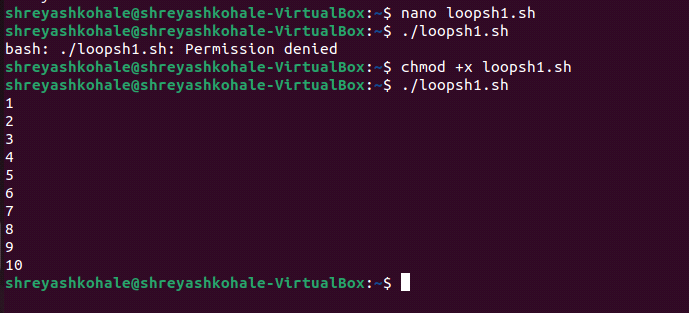 shreyashkohale@shreyashkohale-VirtualBox:~$ nano loopsh1.sh
shreyashkohale@shreyashkohale-VirtualBox:~$ ./loopsh1.sh
bash: ./loopsh1.sh: Permission denied
shreyashkohale@shreyashkohale-VirtualBox:~$ chmod +x loopsh1.sh
shreyashkohale@shreyashkohale-VirtualBox:~$ ./loopsh1.sh
1
2
3
4
5
6
7
8
9
10
shreyashkohale@shreyashkohale-VirtualBox:~$